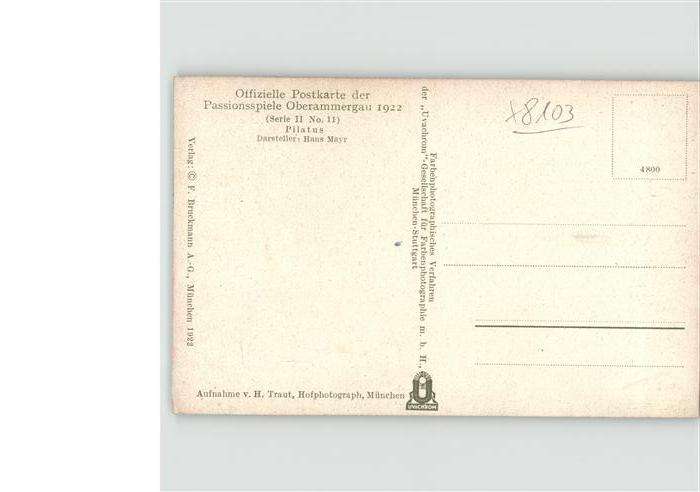 Offizielle Postkarte der
Passionsspiele Oberammergau 1922
(Serie II No. 11)
Pilatus
Darsteller: Hans Mayr
Verlag: © F. Bruckmann A.-G., München 1922
Aufnahme v. H. Traut, Hofphotograph, München
Farbenphotographisches Verfahren
der „Uvachrom"-Gesellschaft für Farbenphotographie m. b. H.,
München-Stuttgart
UVACHROM
x8103
4800